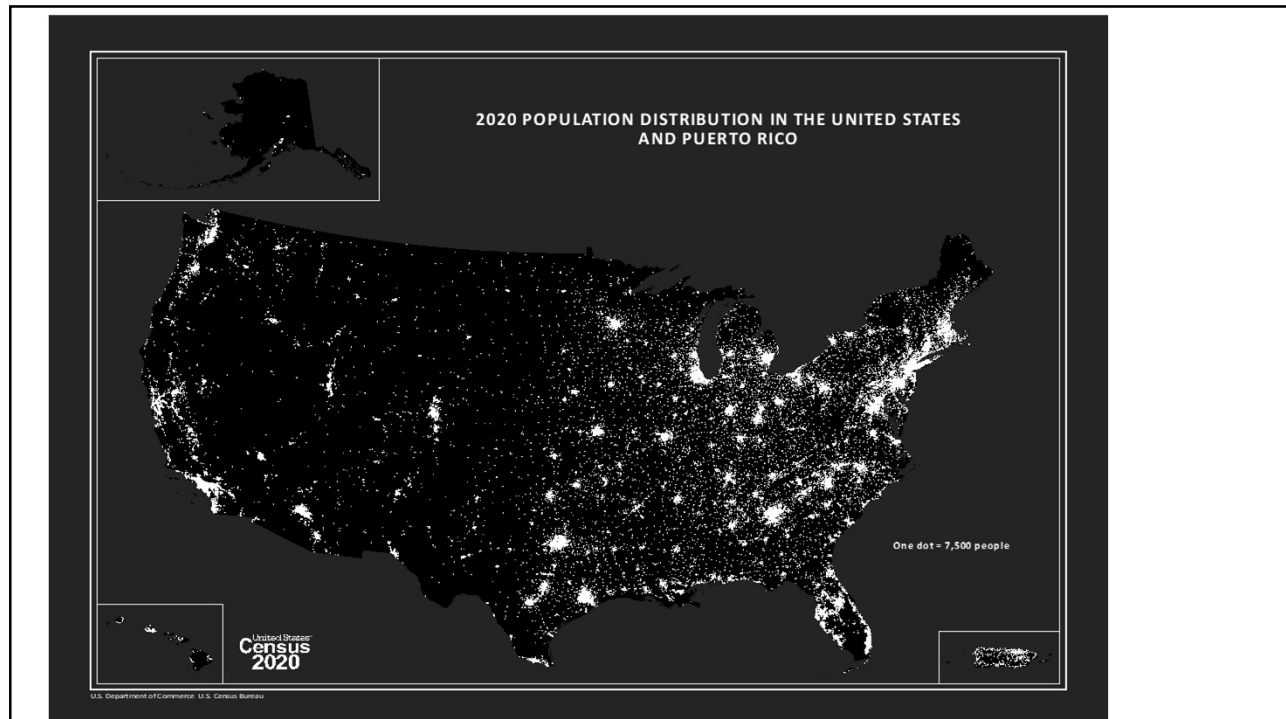 2020 POPULATION DISTRIBUTION IN THE UNITED STATES
AND PUERTO RICO
One dot = 7,500 people
United States
Census
2020
U.S. Department of Commerce U.S. Census Bureau